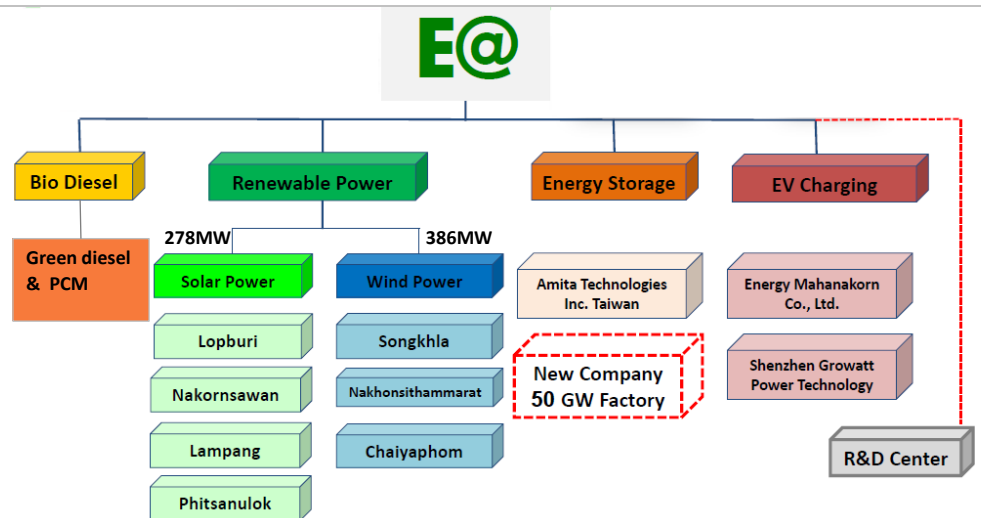 E@
Bio Diesel
Renewable Power
Energy Storage
EV Charging
Green diesel
& PCM
278MW
386MW
Solar Power
Wind Power
Amita Technologies
Inc. Taiwan
Energy Mahanakorn
Co., Ltd.
Lopburi
Songkhla
New Company
50 GW Factory
Shenzhen Growatt
Power Technology
Nakornsawan
Nakhonsithammarat
Lampang
Chaiyaphom
R&D Center
Phitsanulok